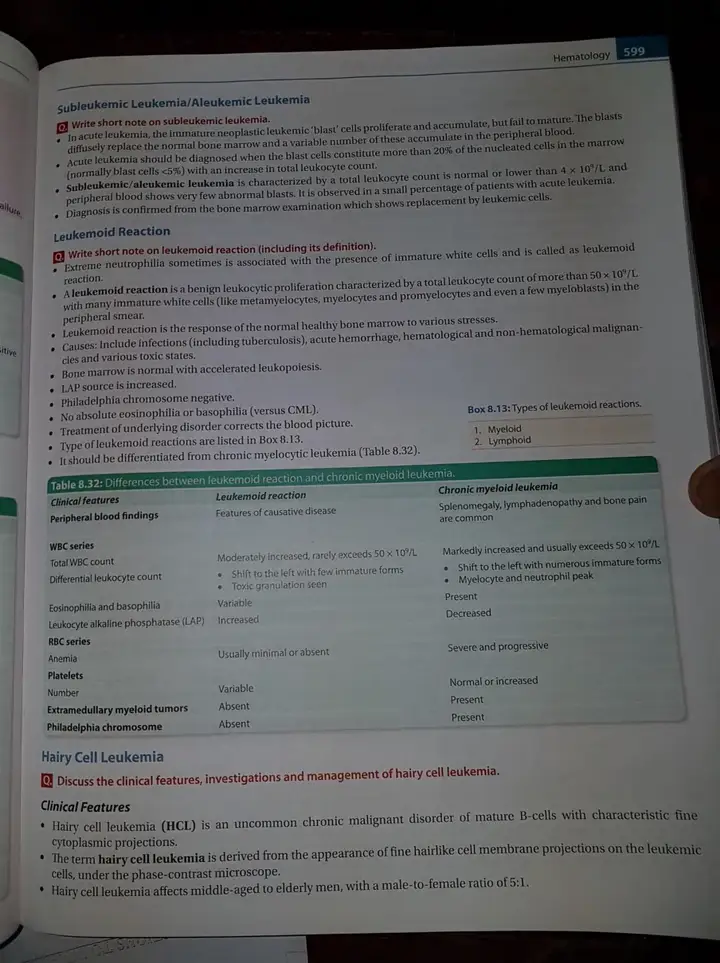 Hematology 599
Subleukemic Leukemia/Aleukemic Leukemia
Q. Write short note on subleukemic leukemia.
• In acute leukemia, the immature neoplastic leukemic 'blast' cells proliferate and accumulate, but fail to mature. The blasts
diffusely replace the normal bone marrow and a variable number of these accumulate in the peripheral blood.
• Acute leukemia should be diagnosed when the blast cells constitute more than 20% of the nucleated cells in the marrow
(normally blast cells <5%) with an increase in total leukocyte count.
• Subleukemic/aleukemic leukemia is characterized by a total leukocyte count is normal or lower than 4 × 10⁹/L and
peripheral blood shows very few abnormal blasts. It is observed in a small percentage of patients with acute leukemia.
• Diagnosis is confirmed from the bone marrow examination which shows replacement by leukemic cells.
Leukemoid Reaction
Q. Write short note on leukemoid reaction (including its definition).
• Extreme neutrophilia sometimes is associated with the presence of immature white cells and is called as leukemoid
reaction.
• A leukemoid reaction is a benign leukocytic proliferation characterized by a total leukocyte count of more than 50 × 10⁹/L
with many immature white cells (like metamyelocytes, myelocytes and promyelocytes and even a few myeloblasts) in the
peripheral smear.
• Leukemoid reaction is the response of the normal healthy bone marrow to various stresses.
• Causes: Include infections (including tuberculosis), acute hemorrhage, hematological and non-hematological malignan-
cies and various toxic states.
• Bone marrow is normal with accelerated leukopoiesis.
• LAP source is increased.
• Philadelphia chromosome negative.
• No absolute eosinophilia or basophilia (versus CML).
• Treatment of underlying disorder corrects the blood picture.
• Type of leukemoid reactions are listed in Box 8.13.
• It should be differentiated from chronic myelocytic leukemia (Table 8.32).
Box 8.13: Types of leukemoid reactions.
1. Myeloid
2. Lymphoid
Table 8.32: Differences between leukemoid reaction and chronic myeloid leukemia.
Clinical features Leukemoid reaction Chronic myeloid leukemia
Peripheral blood findings Features of causative disease Splenomegaly, lymphadenopathy and bone pain
are common
WBC series
Total WBC count Moderately increased, rarely exceeds 50 × 10⁹/L Markedly increased and usually exceeds 50 × 10⁹/L
Differential leukocyte count • Shift to the left with few immature forms • Shift to the left with numerous immature forms
• Toxic granulation seen • Myelocyte and neutrophil peak
Eosinophilia and basophilia Variable Present
Leukocyte alkaline phosphatase (LAP) Increased Decreased
RBC series
Anemia Usually minimal or absent Severe and progressive
Platelets
Number Variable Normal or increased
Extramedullary myeloid tumors Absent Present
Philadelphia chromosome Absent Present
Hairy Cell Leukemia
Q. Discuss the clinical features, investigations and management of hairy cell leukemia.
Clinical Features
• Hairy cell leukemia (HCL) is an uncommon chronic malignant disorder of mature B-cells with characteristic fine
cytoplasmic projections.
• The term hairy cell leukemia is derived from the appearance of fine hairlike cell membrane projections on the leukemic
cells, under the phase-contrast microscope.
• Hairy cell leukemia affects middle-aged to elderly men, with a male-to-female ratio of 5:1.